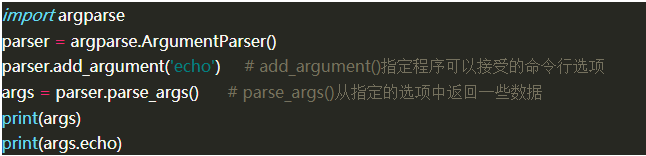 import argparse
parser = argparse.ArgumentParser()
parser.add_argument('echo')     # add_argument()指定程序可以接受的命令行选项
args = parser.parse_args()     # parse_args()从指定的选项中返回一些数据
print(args)
print(args.echo)